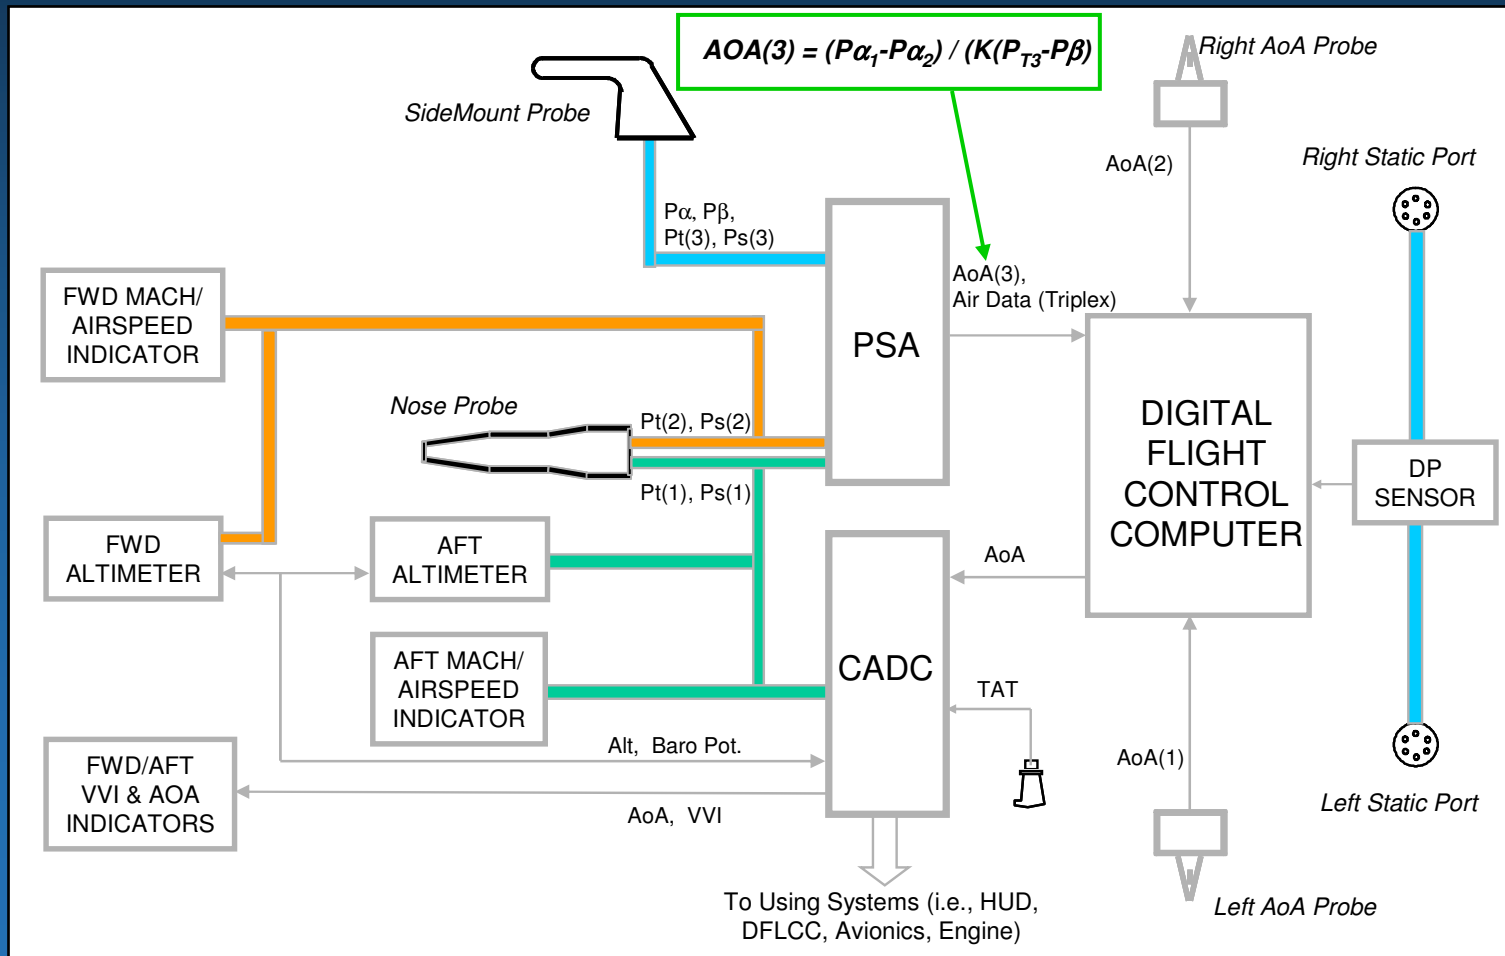 AOA(3) = (Pα1-Pα2) / (K(PT3-Pβ)
Right AoA Probe
SideMount Probe
AoA(2)
Right Static Port
Pα, Pβ,
Pt(3), Ps(3)
AoA(3),
Air Data (Triplex)
FWD MACH/
AIRSPEED
INDICATOR
PSA
Nose Probe
Pt(2), Ps(2)
Pt(1), Ps(1)
DIGITAL
FLIGHT
CONTROL
COMPUTER
DP
SENSOR
FWD
ALTIMETER
AFT
ALTIMETER
AoA
AFT MACH/
AIRSPEED
INDICATOR
CADC
TAT
Alt, Baro Pot.
AoA(1)
FWD/AFT
VVI & AOA
INDICATORS
AoA, VVI
Left Static Port
To Using Systems (i.e., HUD,
DFLCC, Avionics, Engine)
Left AoA Probe